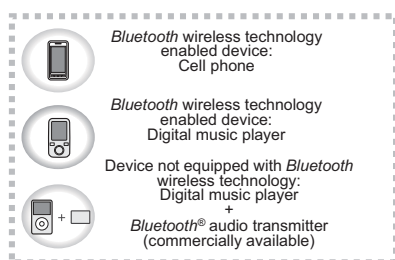 Bluetooth wireless technology
enabled device:
Cell phone
Bluetooth wireless technology
enabled device:
Digital music player
Device not equipped with Bluetooth
wireless technology:
Digital music player
+
Bluetooth® audio transmitter
(commercially available)
+